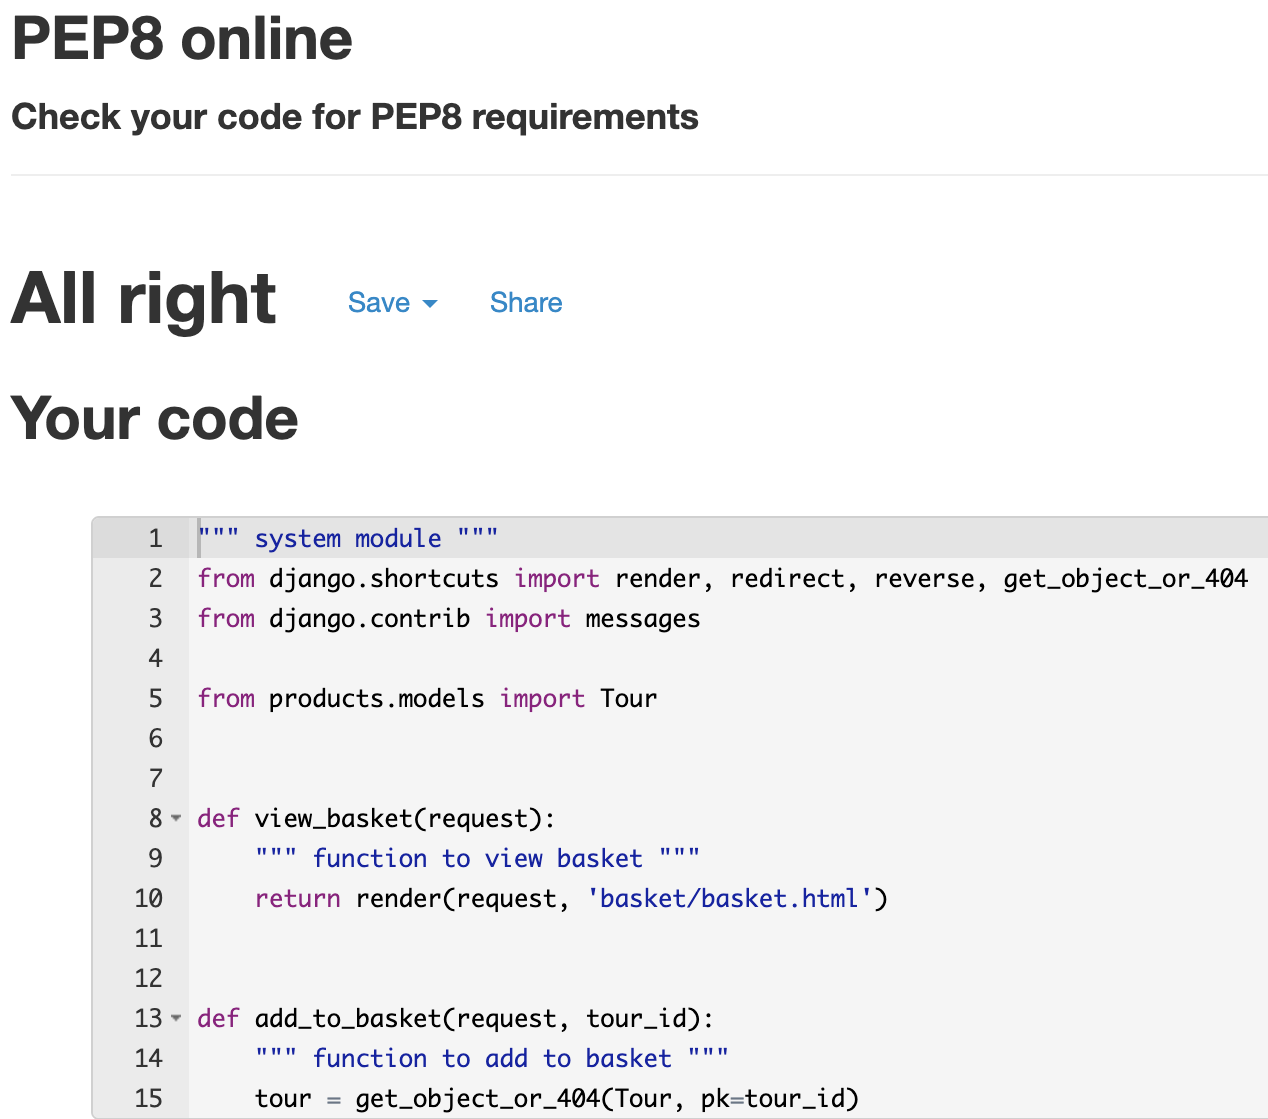 PEP8 online
Check your code for PEP8 requirements
All right Save Share
Your code
1 """ system module """
2 from django.shortcuts import render, redirect, reverse, get_object_or_404
3 from django.contrib import messages
4
5 from products.models import Tour
6
7
8 def view_basket(request):
9     """ function to view basket """
10     return render(request, 'basket/basket.html')
11
12
13 def add_to_basket(request, tour_id):
14     """ function to add to basket """
15     tour = get_object_or_404(Tour, pk=tour_id)